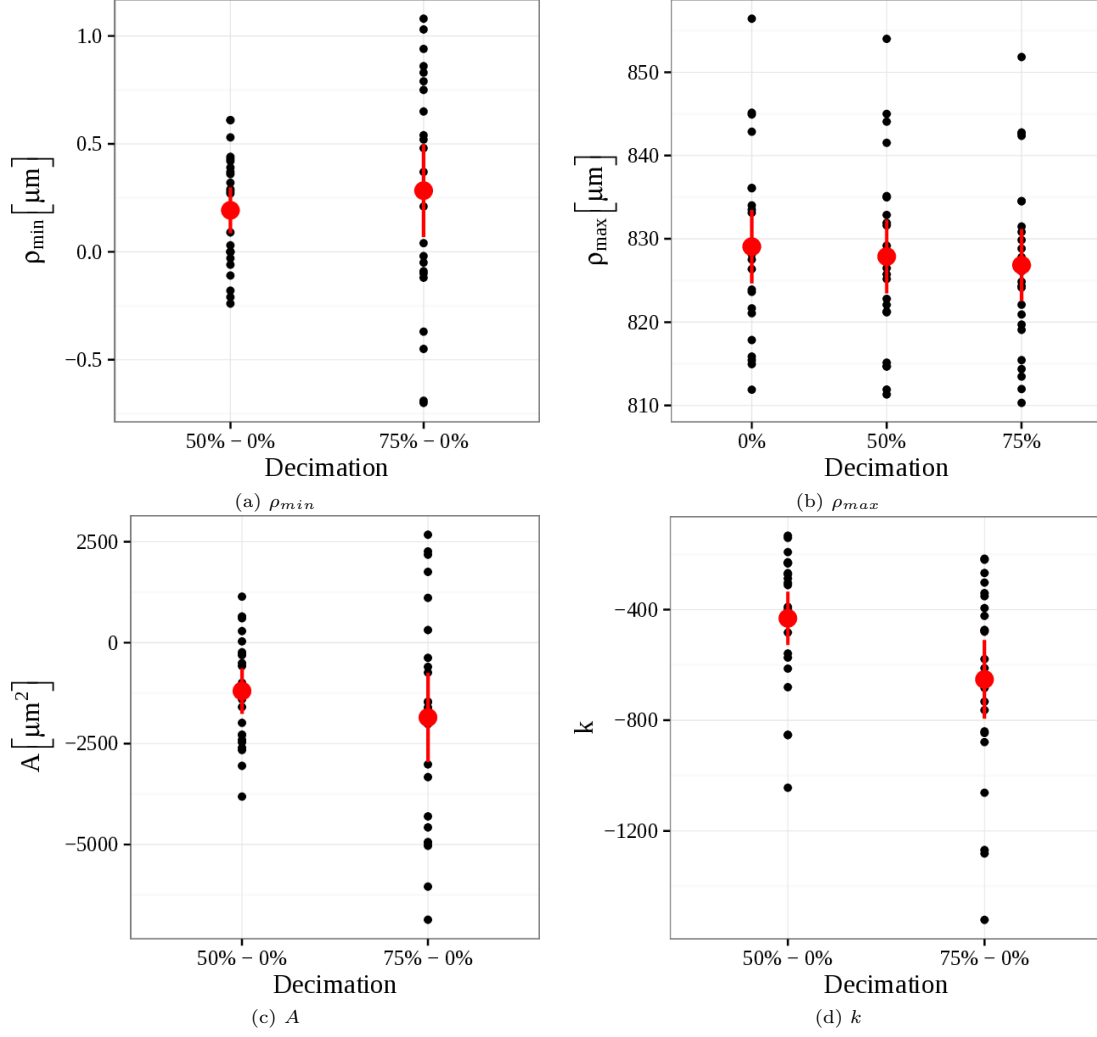 1.0
0.5
0.0
−0.5
ρmin [µm]
50% − 0% 75% − 0%
Decimation
(a) ρmin
850
840
830
820
810
ρmax [µm]
0% 50% 75%
Decimation
(b) ρmax
2500
0
−2500
−5000
A [µm²]
50% − 0% 75% − 0%
Decimation
(c) A
−400
−800
−1200
k
50% − 0% 75% − 0%
Decimation
(d) k